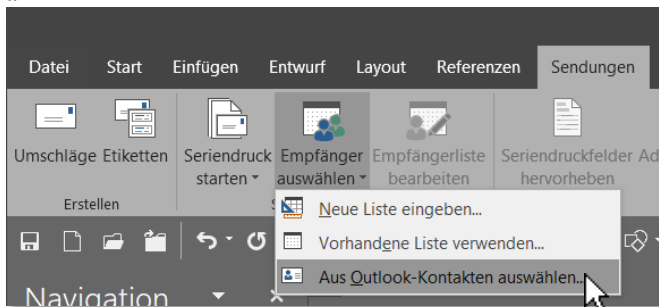 Datei Start Einfügen Entwurf Layout Referenzen Sendungen
Umschläge Etiketten Seriendruck Empfänger Empfängerliste Seriendruckfelder
starten auswählen bearbeiten hervorheben
Erstellen
Neue Liste eingeben...
Vorhandene Liste verwenden...
Aus Outlook-Kontakten auswählen...
Navigation